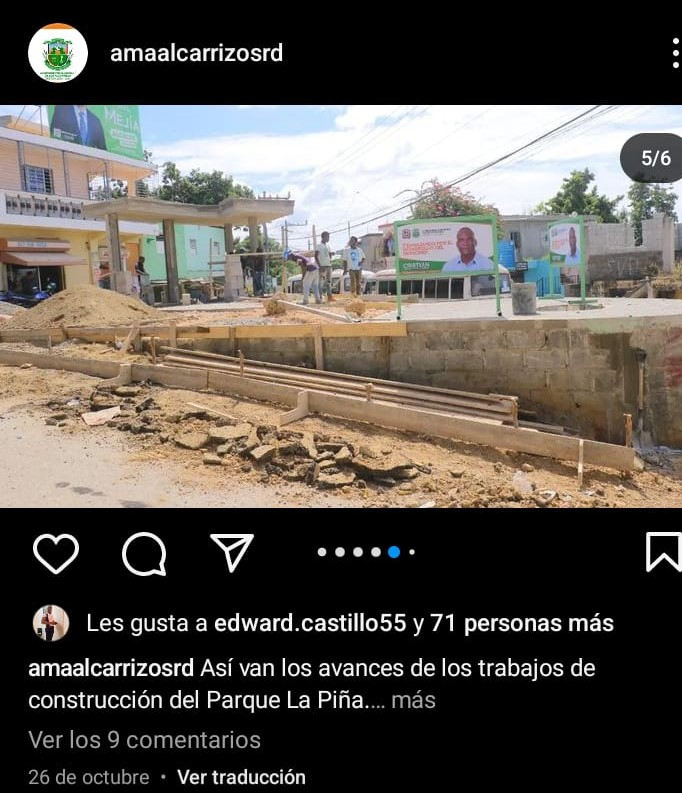 amaalcarrizosrd
5/6
CRISTIAN
Les gusta a edward.castillo55 y 71 personas más
amaalcarrizosrd Así van los avances de los trabajos de
construcción del Parque La Piña.... más
Ver los 9 comentarios
26 de octubre • Ver traducción